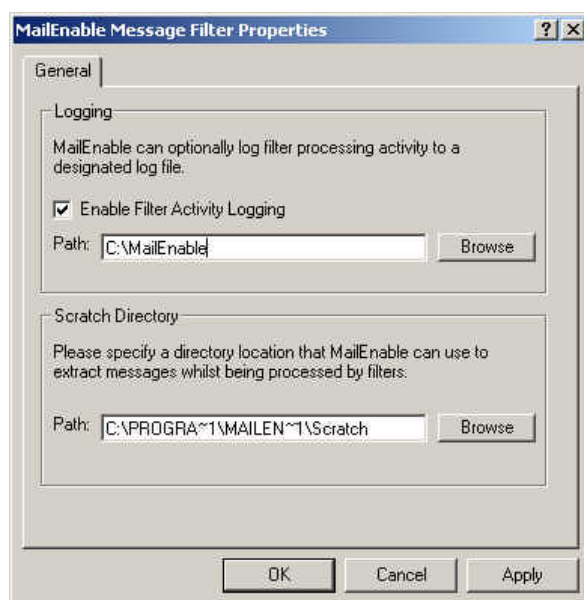 MailEnable Message Filter Properties
General
Logging
MailEnable can optionally log filter processing activity to a
designated log file.
Enable Filter Activity Logging
Path: C:\MailEnable Browse
Scratch Directory
Please specify a directory location that MailEnable can use to
extract messages whilst being processed by filters.
Path: C:\PROGRA~1\MAILEN~1\Scratch Browse
OK Cancel Apply